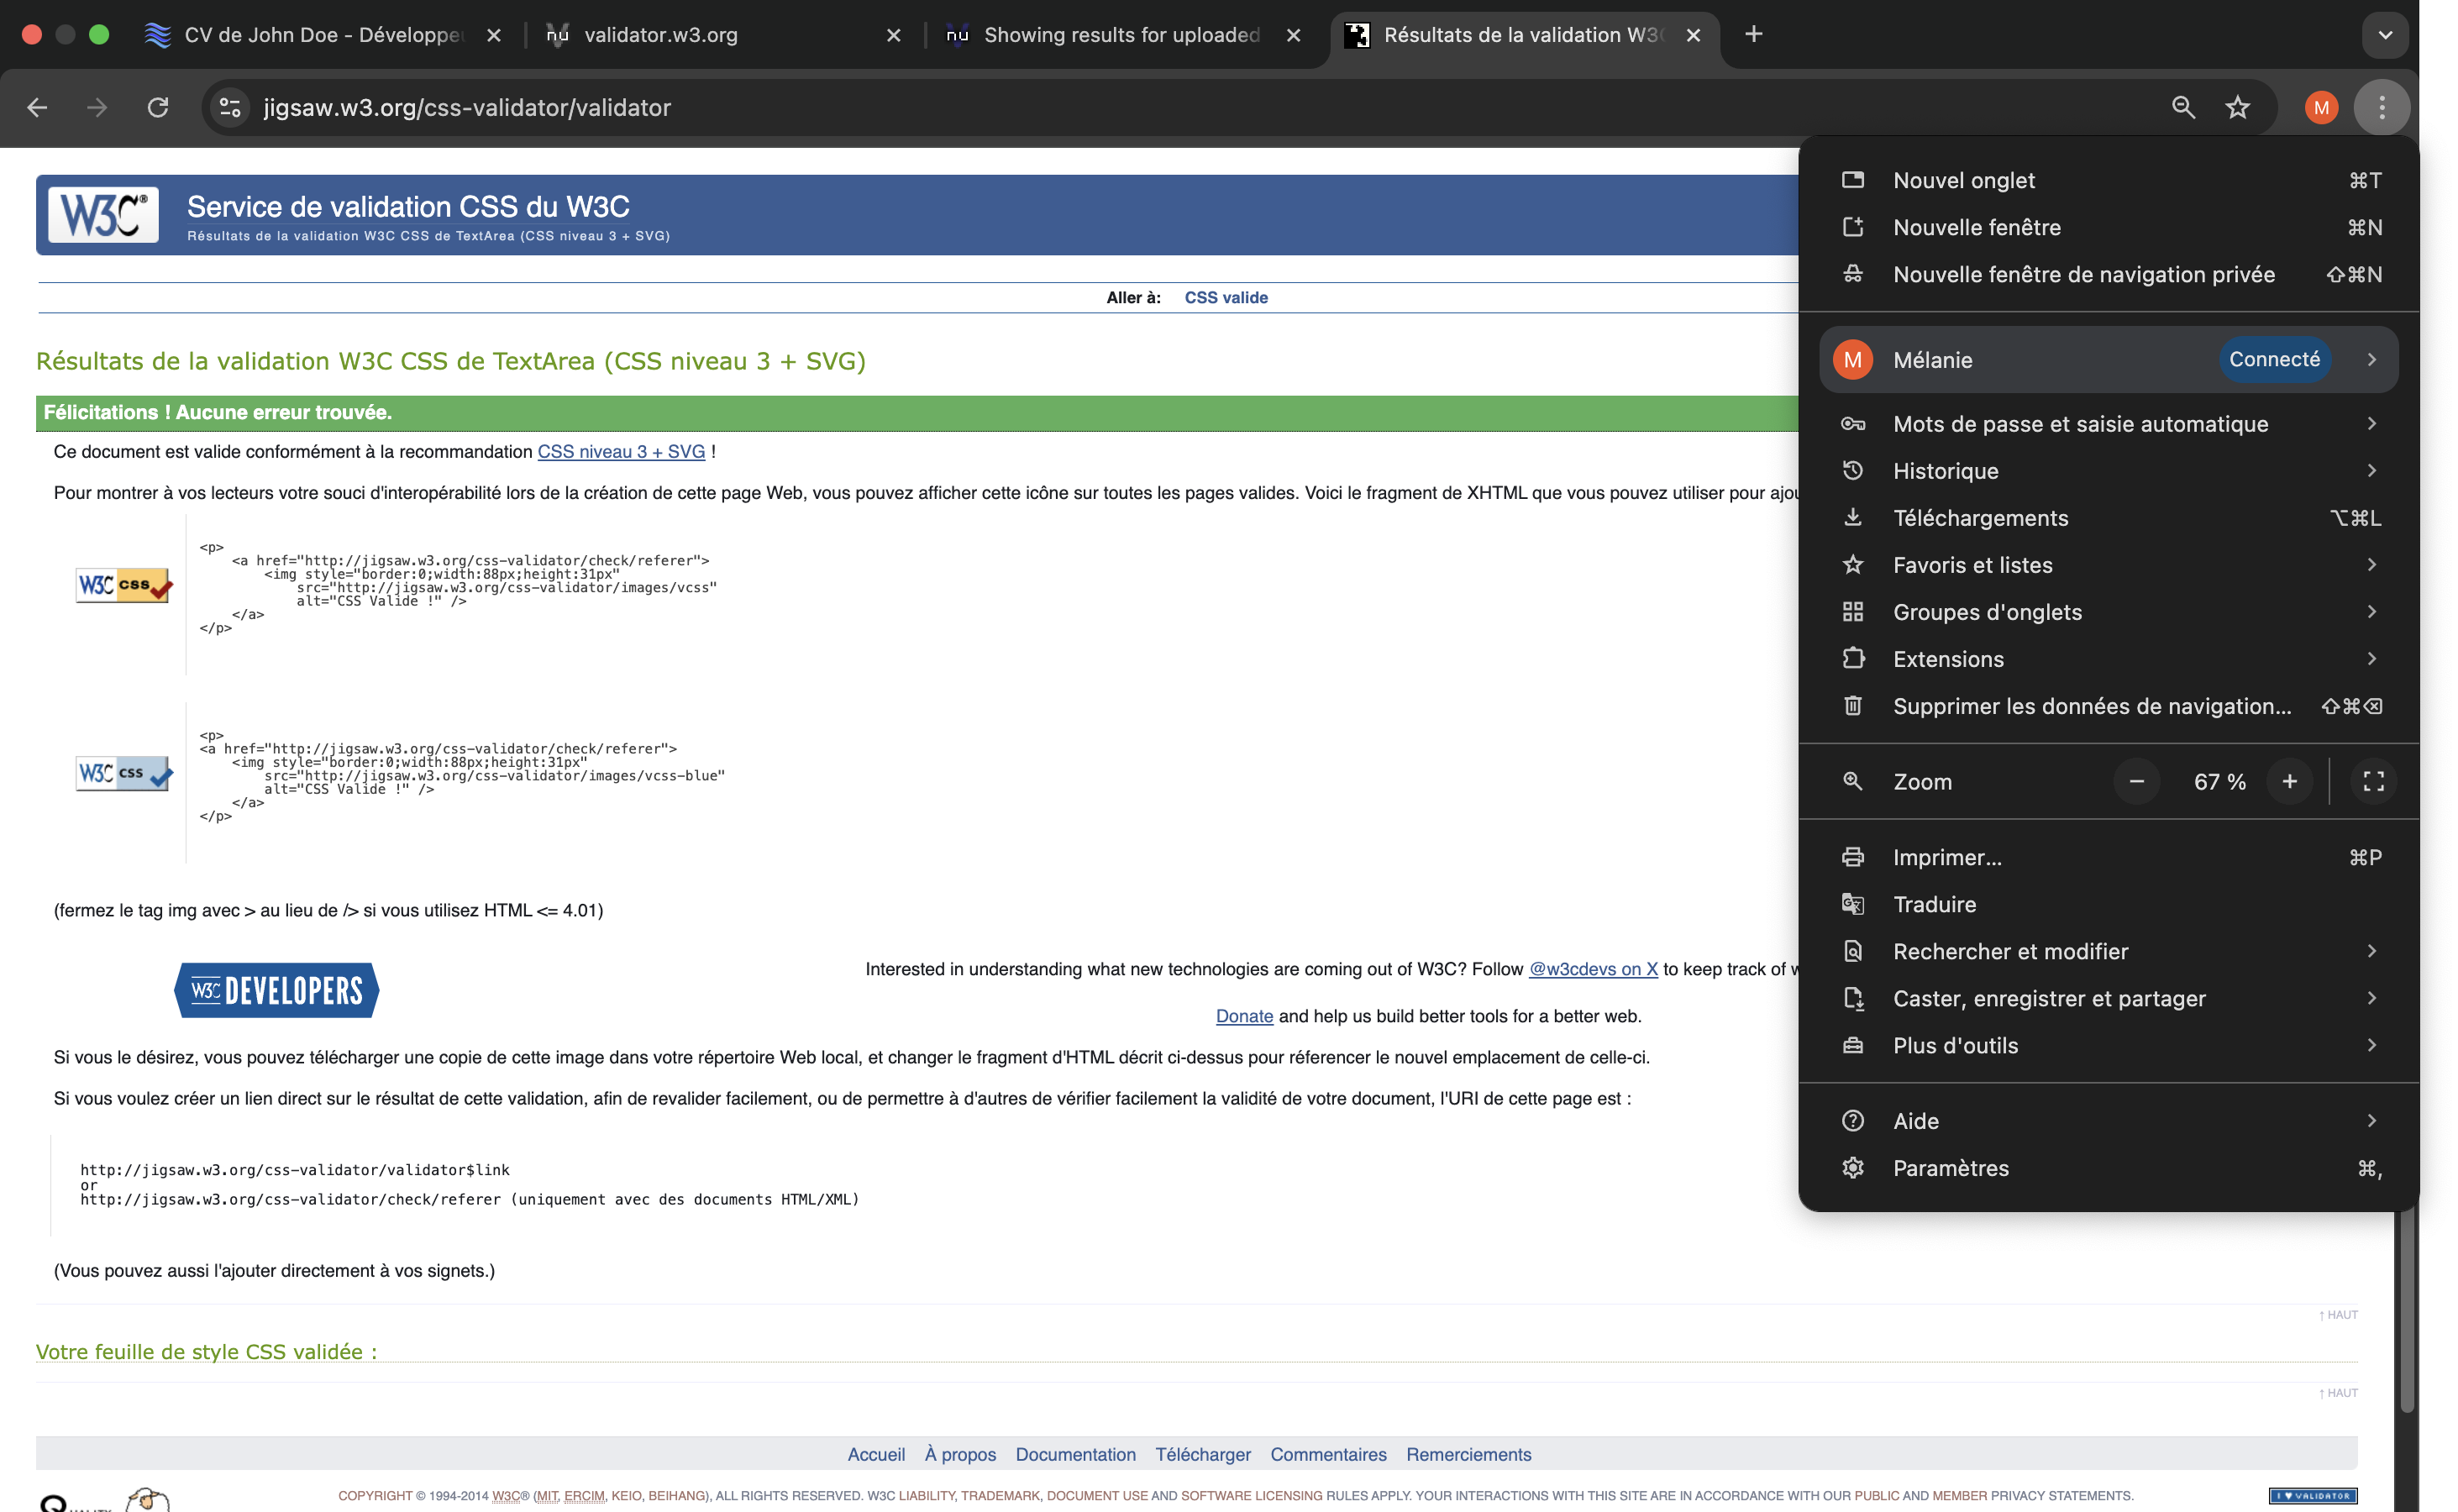 CV de John Doe - Développeu
validator.w3.org
Showing results for uploaded
Résultats de la validation W3C
jigsaw.w3.org/css-validator/validator
M
W3C®
Service de validation CSS du W3C
Résultats de la validation W3C CSS de TextArea (CSS niveau 3 + SVG)
Aller à: CSS valide
Résultats de la validation W3C CSS de TextArea (CSS niveau 3 + SVG)
Félicitations ! Aucune erreur trouvée.
Ce document est valide conformément à la recommandation CSS niveau 3 + SVG !
Pour montrer à vos lecteurs votre souci d'interopérabilité lors de la création de cette page Web, vous pouvez afficher cette icône sur toutes les pages valides. Voici le fragment de XHTML que vous pouvez utiliser pour ajou
W3C css
<p>
<a href="http://jigsaw.w3.org/css-validator/check/referer">
<img style="border:0;width:88px;height:31px"
src="http://jigsaw.w3.org/css-validator/images/vcss"
alt="CSS Valide !" />
</a>
</p>
W3C css
<p>
<a href="http://jigsaw.w3.org/css-validator/check/referer">
<img style="border:0;width:88px;height:31px"
src="http://jigsaw.w3.org/css-validator/images/vcss-blue"
alt="CSS Valide !" />
</a>
</p>
(fermez le tag img avec > au lieu de /> si vous utilisez HTML <= 4.01)
W3C DEVELOPERS
Interested in understanding what new technologies are coming out of W3C? Follow @w3cdevs on X to keep track of w
Donate and help us build better tools for a better web.
Si vous le désirez, vous pouvez télécharger une copie de cette image dans votre répertoire Web local, et changer le fragment d'HTML décrit ci-dessus pour réferencer le nouvel emplacement de celle-ci.
Si vous voulez créer un lien direct sur le résultat de cette validation, afin de revalider facilement, ou de permettre à d'autres de vérifier facilement la validité de votre document, l'URI de cette page est :
http://jigsaw.w3.org/css-validator/validator$link
or
http://jigsaw.w3.org/css-validator/check/referer (uniquement avec des documents HTML/XML)
(Vous pouvez aussi l'ajouter directement à vos signets.)
↑ HAUT
Votre feuille de style CSS validée :
↑ HAUT
Accueil À propos Documentation Télécharger Commentaires Remerciements
COPYRIGHT © 1994-2014 W3C® (MIT, ERCIM, KEIO, BEIHANG), ALL RIGHTS RESERVED. W3C LIABILITY, TRADEMARK, DOCUMENT USE AND SOFTWARE LICENSING RULES APPLY. YOUR INTERACTIONS WITH THIS SITE ARE IN ACCORDANCE WITH OUR PUBLIC AND MEMBER PRIVACY STATEMENTS.
I ♥ VALIDATOR
Nouvel onglet ⌘T
Nouvelle fenêtre ⌘N
Nouvelle fenêtre de navigation privée ⇧⌘N
M Mélanie Connecté
Mots de passe et saisie automatique
Historique
Téléchargements ⌥⌘L
Favoris et listes
Groupes d'onglets
Extensions
Supprimer les données de navigation... ⇧⌘⌫
Zoom − 67 % +
Imprimer... ⌘P
Traduire
Rechercher et modifier
Caster, enregistrer et partager
Plus d'outils
Aide
Paramètres ⌘,